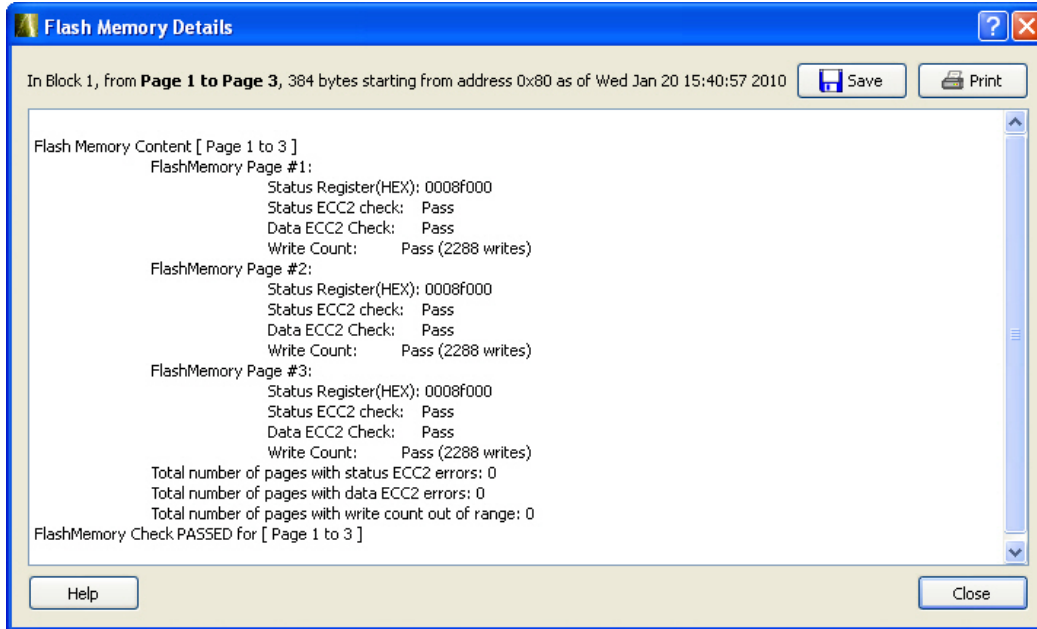 Flash Memory Details
In Block 1, from Page 1 to Page 3, 384 bytes starting from address 0x80 as of Wed Jan 20 15:40:57 2010 Save Print
Flash Memory Content [ Page 1 to 3 ]
FlashMemory Page #1:
Status Register(HEX): 0008f000
Status ECC2 check: Pass
Data ECC2 Check: Pass
Write Count: Pass (2288 writes)
FlashMemory Page #2:
Status Register(HEX): 0008f000
Status ECC2 check: Pass
Data ECC2 Check: Pass
Write Count: Pass (2288 writes)
FlashMemory Page #3:
Status Register(HEX): 0008f000
Status ECC2 check: Pass
Data ECC2 Check: Pass
Write Count: Pass (2288 writes)
Total number of pages with status ECC2 errors: 0
Total number of pages with data ECC2 errors: 0
Total number of pages with write count out of range: 0
FlashMemory Check PASSED for [ Page 1 to 3 ]
Help Close